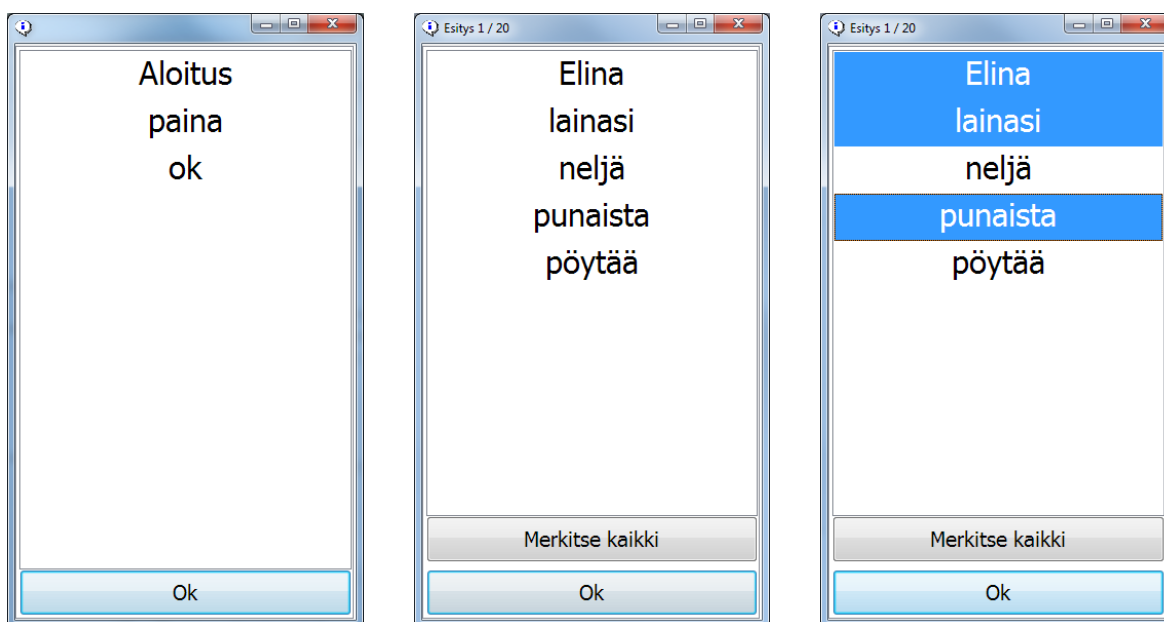 Aloitus
paina
ok
Ok
Esitys 1 / 20
Elina
lainasi
neljä
punaista
pöytää
Merkitse kaikki
Ok
Esitys 1 / 20
Elina
lainasi
neljä
punaista
pöytää
Merkitse kaikki
Ok